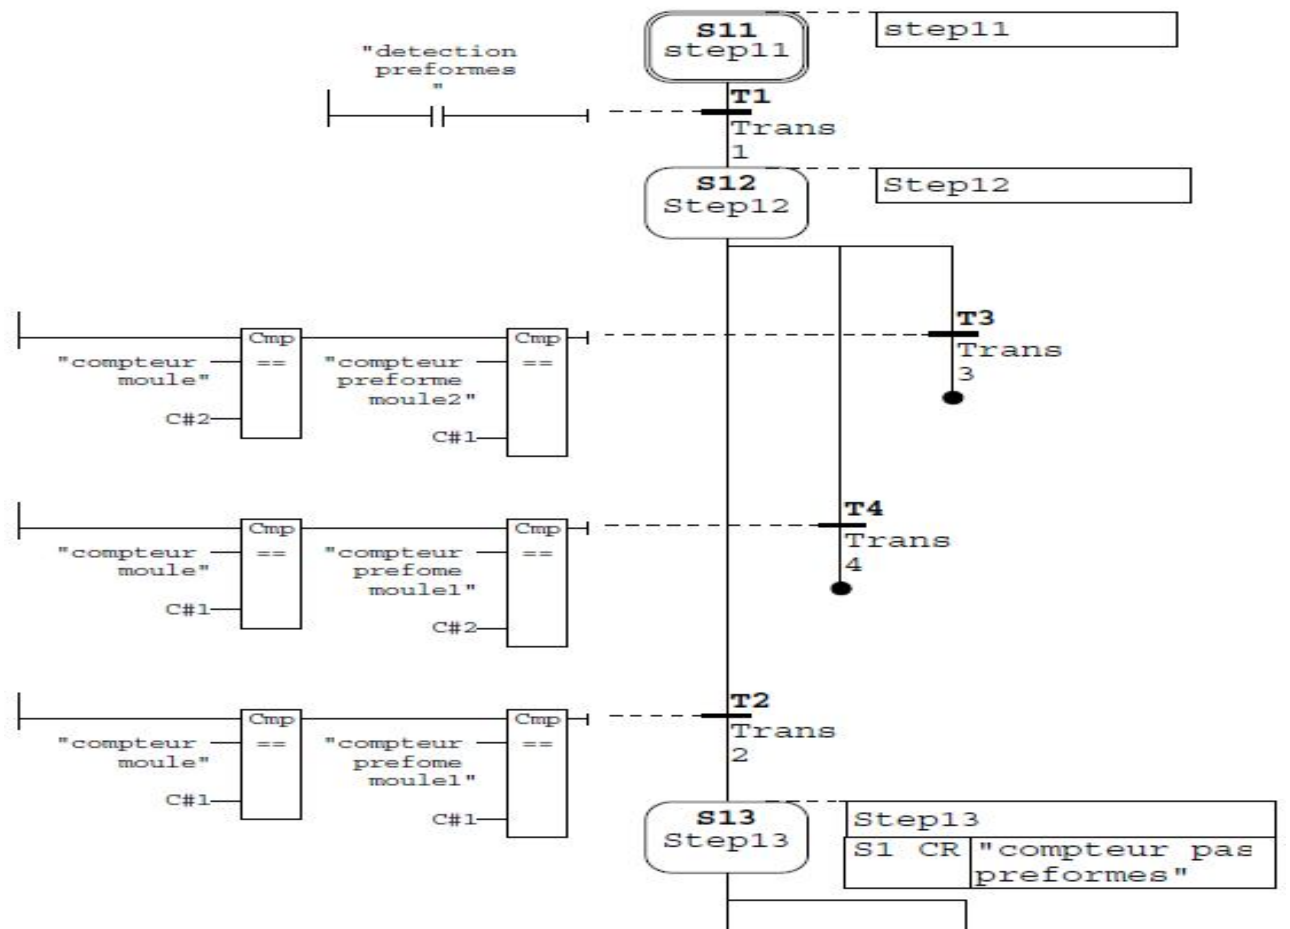 S11
step11
step11
"detection
preformes
"
T1
Trans
1
S12
Step12
Step12
T3
Trans
3
Cmp
==
"compteur
moule"
C#2
Cmp
==
"compteur
preforme
moule2"
C#1
T4
Trans
4
Cmp
==
"compteur
moule"
C#1
Cmp
==
"compteur
prefome
moule1"
C#2
T2
Trans
2
Cmp
==
"compteur
moule"
C#1
Cmp
==
"compteur
prefome
moule1"
C#1
S13
Step13
Step13
S1 CR "compteur pas
preformes"